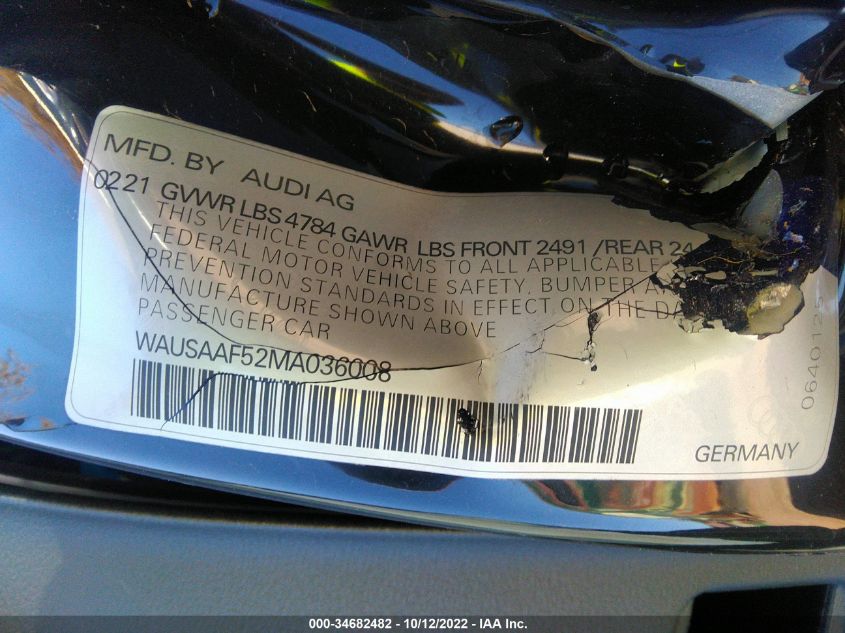 MFD. BY AUDI AG
0221 GVWR LBS 4784 GAWR LBS FRONT 2491 /REAR 24
THIS VEHICLE CONFORMS TO ALL APPLICABLE
FEDERAL MOTOR VEHICLE SAFETY, BUMPER
PREVENTION STANDARDS IN EFFECT ON THE
MANUFACTURE SHOWN ABOVE
PASSENGER CAR
WAUSAAF52MA036008
GERMANY
0640125
000-34682482 - 10/12/2022 - IAA Inc.